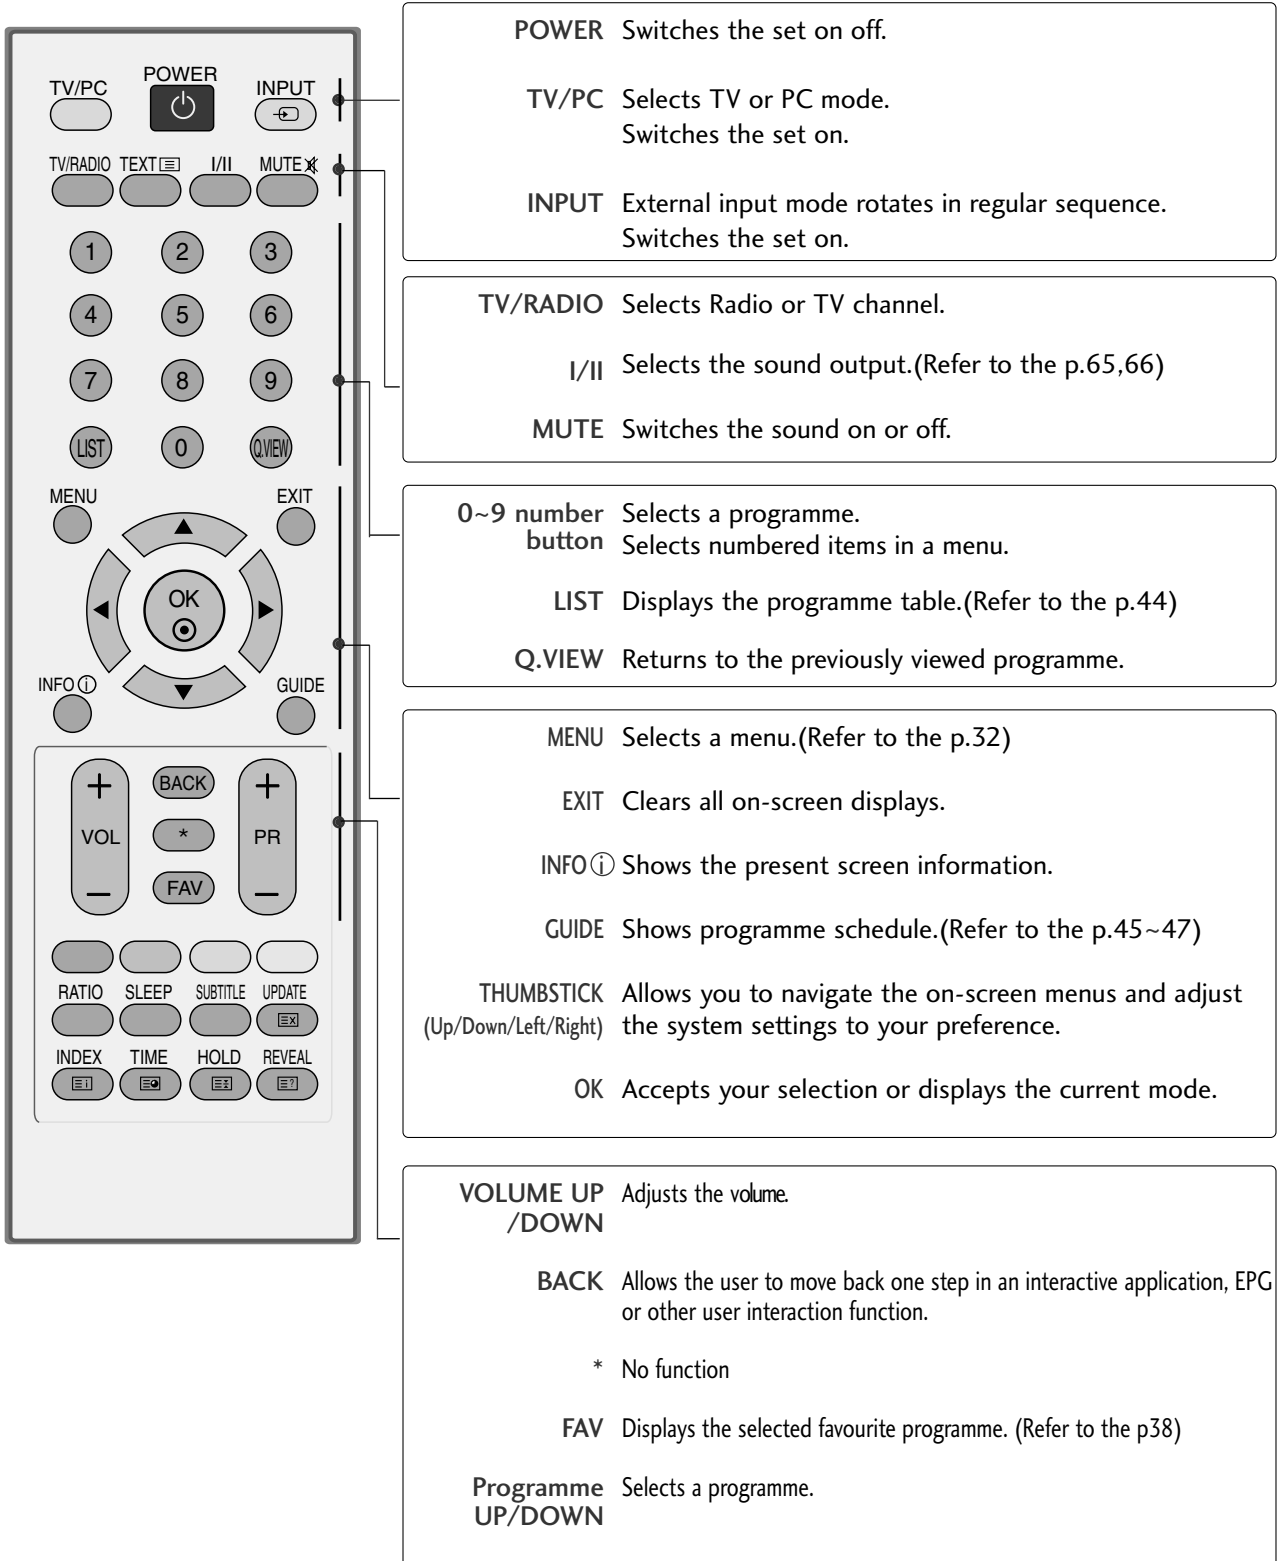 TV/PC POWER INPUT
TV/RADIO TEXT I/II MUTE
1 2 3
4 5 6
7 8 9
LIST 0 Q.VIEW
MENU EXIT
OK
INFO i GUIDE
+ BACK +
VOL * PR
- FAV -
RATIO SLEEP SUBTITLE UPDATE
INDEX TIME HOLD REVEAL
POWER Switches the set on off.
TV/PC Selects TV or PC mode.
Switches the set on.
INPUT External input mode rotates in regular sequence.
Switches the set on.
TV/RADIO Selects Radio or TV channel.
I/II Selects the sound output.(Refer to the p.65,66)
MUTE Switches the sound on or off.
0~9 number Selects a programme.
button Selects numbered items in a menu.
LIST Displays the programme table.(Refer to the p.44)
Q.VIEW Returns to the previously viewed programme.
MENU Selects a menu.(Refer to the p.32)
EXIT Clears all on-screen displays.
INFO i Shows the present screen information.
GUIDE Shows programme schedule.(Refer to the p.45~47)
THUMBSTICK Allows you to navigate the on-screen menus and adjust
(Up/Down/Left/Right) the system settings to your preference.
OK Accepts your selection or displays the current mode.
VOLUME UP Adjusts the volume.
/DOWN
BACK Allows the user to move back one step in an interactive application, EPG
or other user interaction function.
* No function
FAV Displays the selected favourite programme. (Refer to the p38)
Programme Selects a programme.
UP/DOWN